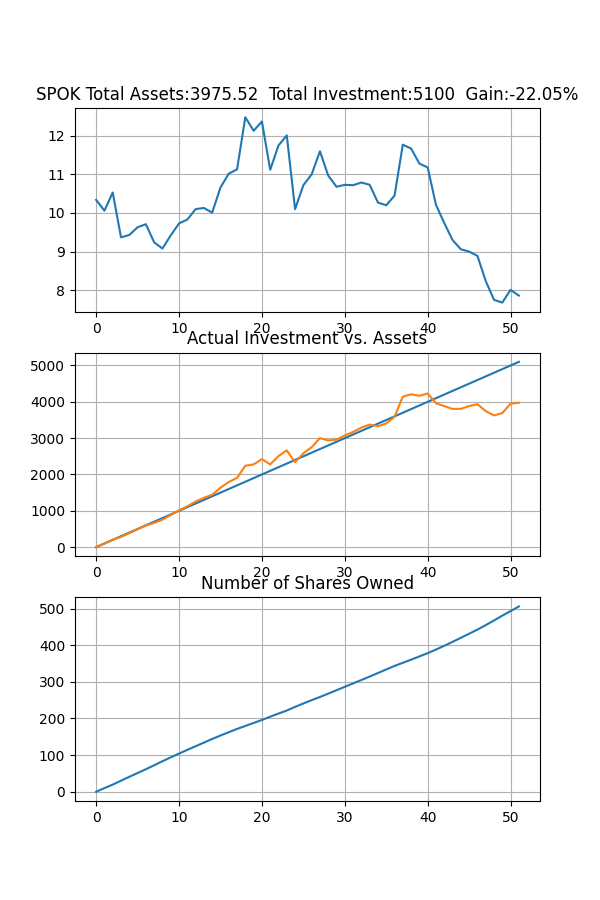 SPOK Total Assets:3975.52  Total Investment:5100  Gain:-22.05%
12
11
10
9
8
0 10 20 30 40 50
Actual Investment vs. Assets
5000
4000
3000
2000
1000
0
0 10 20 30 40 50
Number of Shares Owned
500
400
300
200
100
0
0 10 20 30 40 50